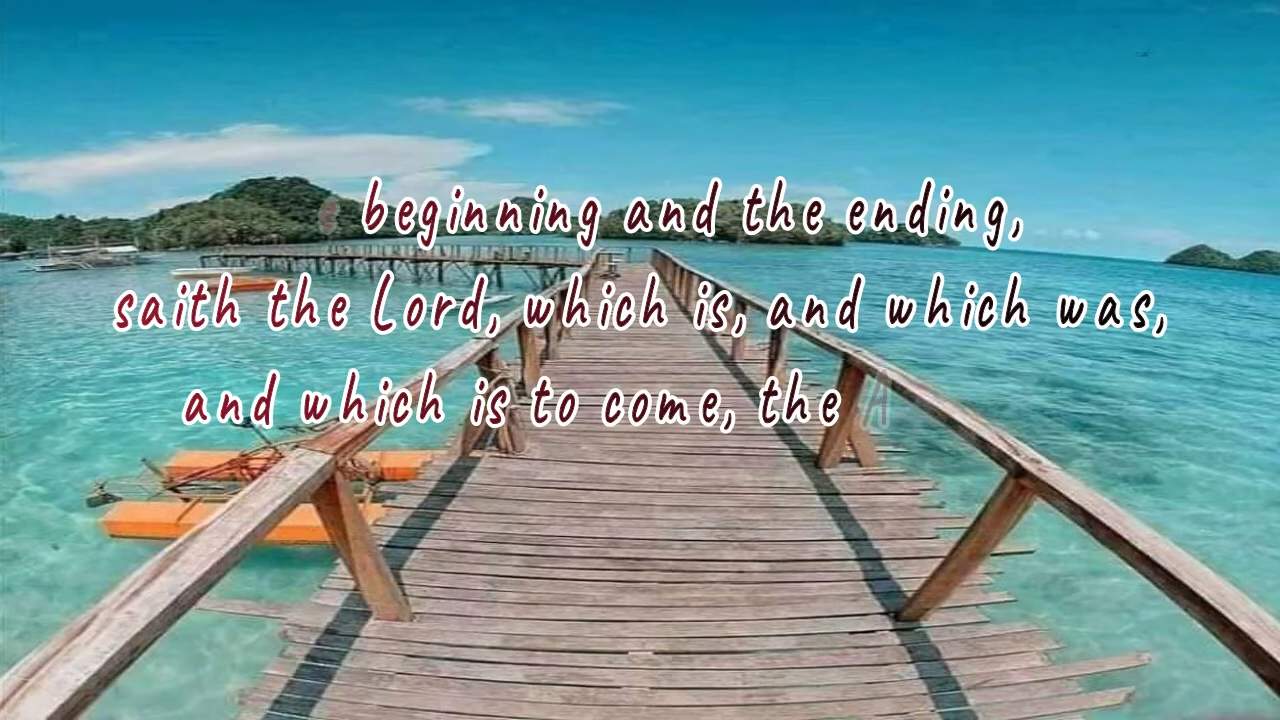 beginning and the ending,
saith the Lord, which is, and which was,
and which is to come, the